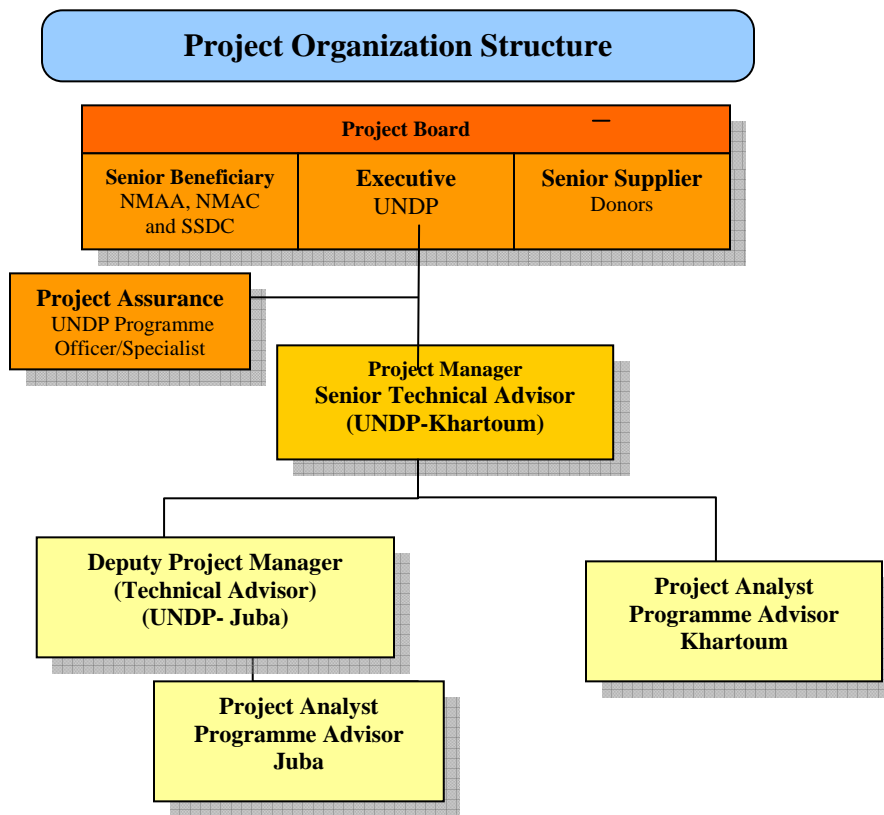 Project Organization Structure
Project Board
Senior Beneficiary
NMAA, NMAC
and SSDC
Executive
UNDP
Senior Supplier
Donors
Project Assurance
UNDP Programme
Officer/Specialist
Project Manager
Senior Technical Advisor
(UNDP-Khartoum)
Deputy Project Manager
(Technical Advisor)
(UNDP- Juba)
Project Analyst
Programme Advisor
Khartoum
Project Analyst
Programme Advisor
Juba